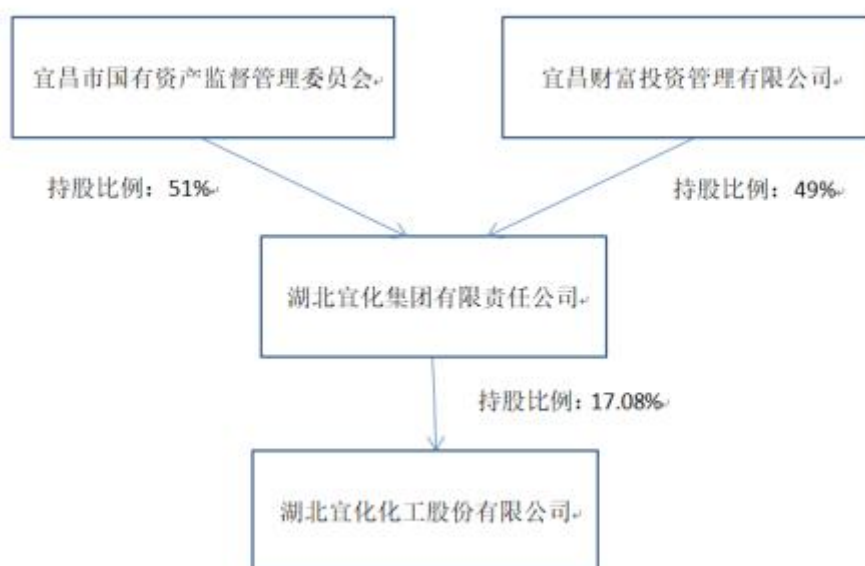 宜昌市国有资产监督管理委员会
宜昌财富投资管理有限公司
持股比例：51%
持股比例：49%
湖北宜化集团有限责任公司
持股比例：17.08%
湖北宜化化工股份有限公司